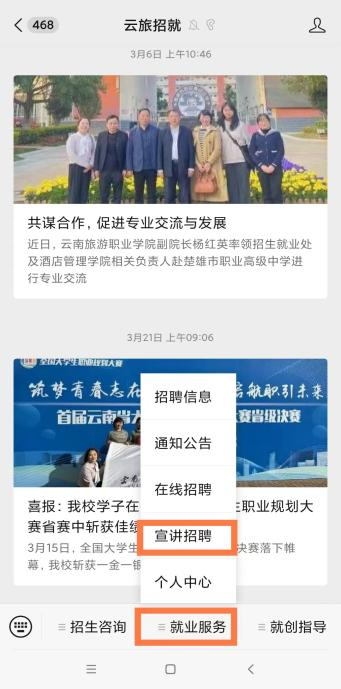 468
云旅招就
3月6日 上午10:46
共谋合作，促进专业交流与发展
近日，云南旅游职业学院副院长杨红英率领招生就业处
及酒店管理学院相关负责人赴楚雄市职业高级中学进
行专业交流
3月21日 上午09:06
全国大学生职业规划大赛
筑梦青春志在
航职引未来
首届云南省大
大赛省级决赛
招聘信息
通知公告
在线招聘
宣讲招聘
个人中心
喜报：我校学子在
生职业规划大
赛省赛中斩获佳绩
3月15日，全国大学生
决赛落下帷
幕，我校斩获一金一银
招生咨询
就业服务
就创指导